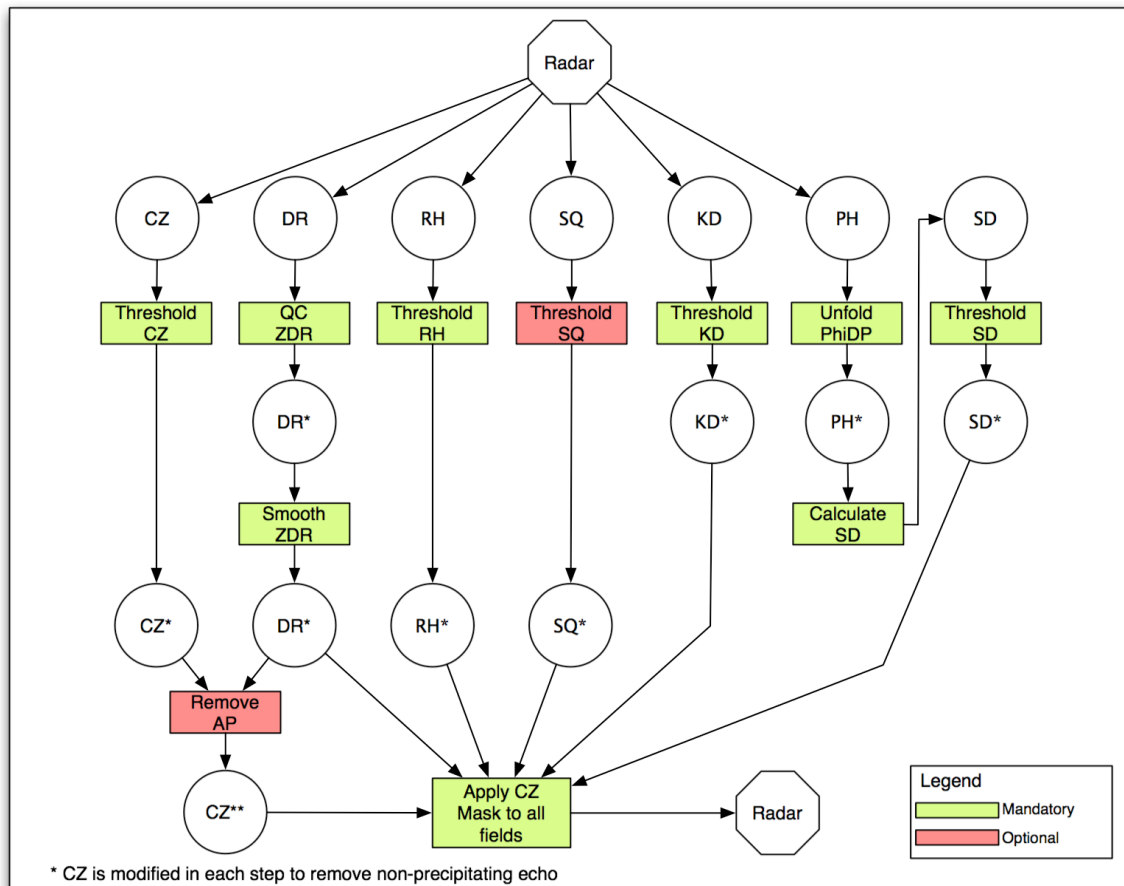 Radar
CZ
DR
RH
SQ
KD
PH
SD
Threshold
CZ
QC
ZDR
Threshold
RH
Threshold
SQ
Threshold
KD
Unfold
PhiDP
Threshold
SD
DR*
KD*
PH*
SD*
Smooth
ZDR
Calculate
SD
CZ*
DR*
RH*
SQ*
Remove
AP
CZ**
Apply CZ
Mask to all
fields
Radar
Legend
Mandatory
Optional
* CZ is modified in each step to remove non-precipitating echo